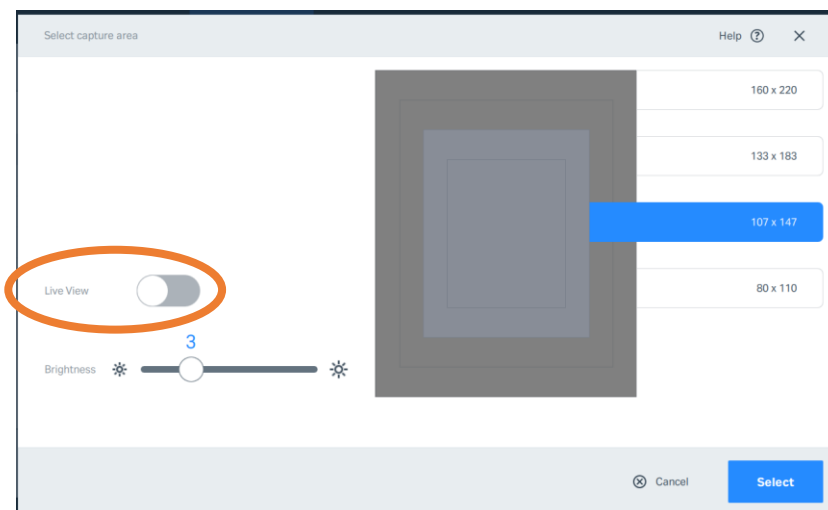 Select capture area
Help
160 x 220
133 x 183
107 x 147
80 x 110
Live View
3
Brightness
Cancel
Select